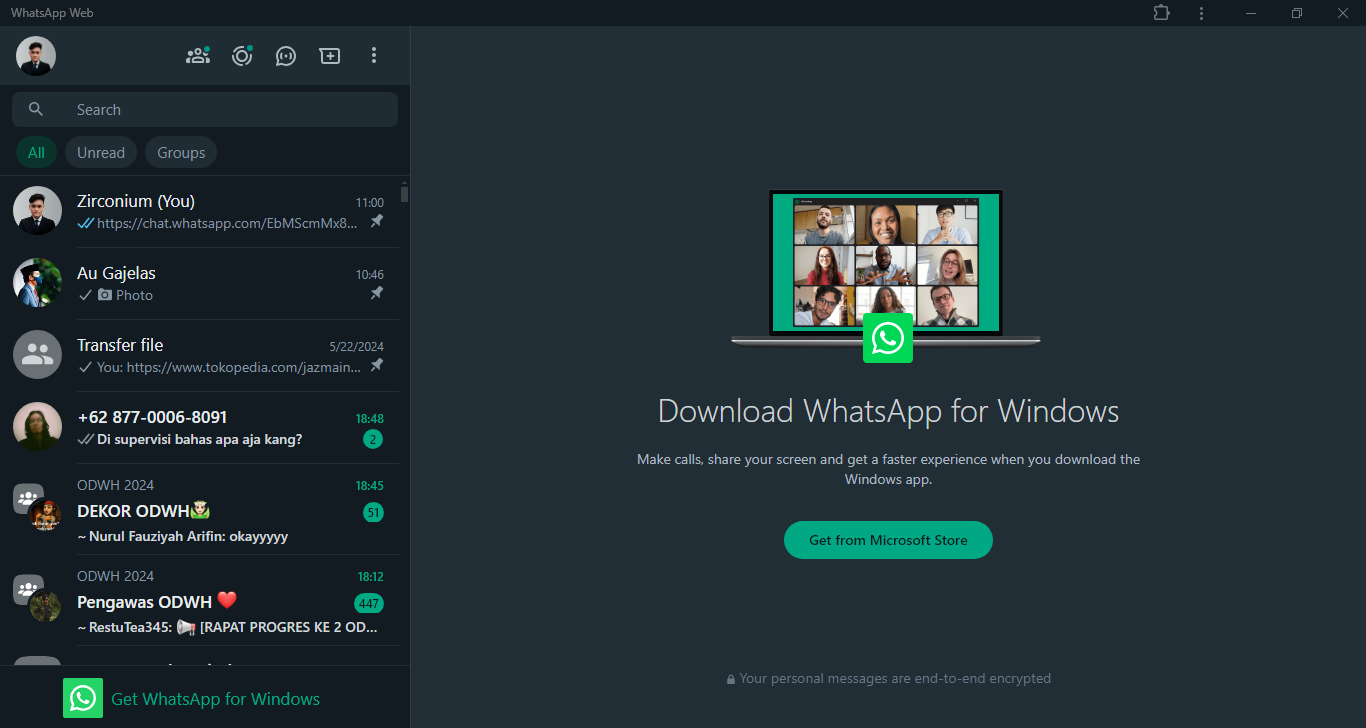 WhatsApp Web
Search
All
Unread
Groups
Zirconium (You)
11:00
https://chat.whatsapp.com/EbMScmMx8...
Au Gajelas
10:46
Photo
Transfer file
5/22/2024
You: https://www.tokopedia.com/jazmain...
+62 877-0006-8091
18:48
Di supervisi bahas apa aja kang?
2
ODWH 2024
18:45
DEKOR ODWH🧝🏻
51
~ Nurul Fauziyah Arifin: okayyyyy
ODWH 2024
18:12
Pengawas ODWH ❤️
447
~ RestuTea345: 📢 [RAPAT PROGRES KE 2 OD...
Get WhatsApp for Windows
Download WhatsApp for Windows
Make calls, share your screen and get a faster experience when you download the
Windows app.
Get from Microsoft Store
Your personal messages are end-to-end encrypted